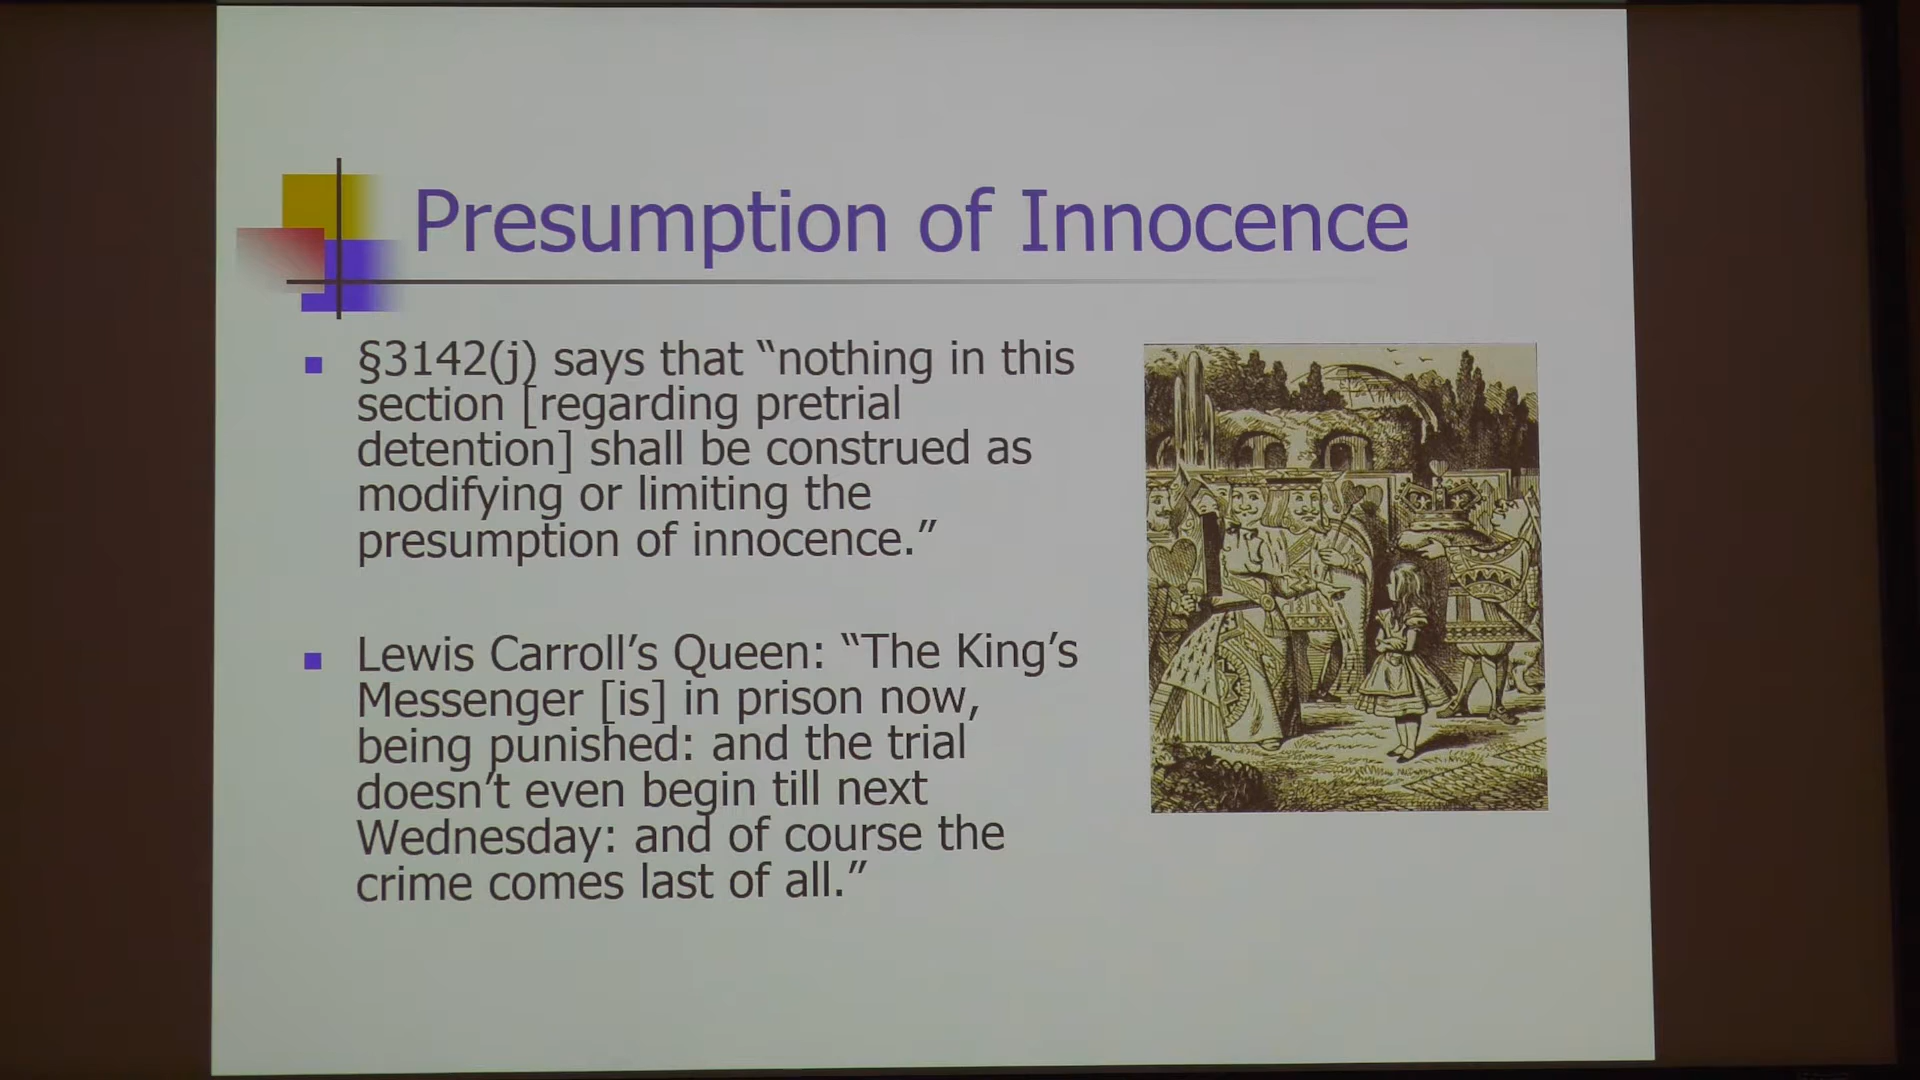 Presumption of Innocence
§3142(j) says that “nothing in this
section [regarding pretrial
detention] shall be construed as
modifying or limiting the
presumption of innocence.”
Lewis Carroll’s Queen: “The King’s
Messenger [is] in prison now,
being punished: and the trial
doesn’t even begin till next
Wednesday: and of course the
crime comes last of all.”